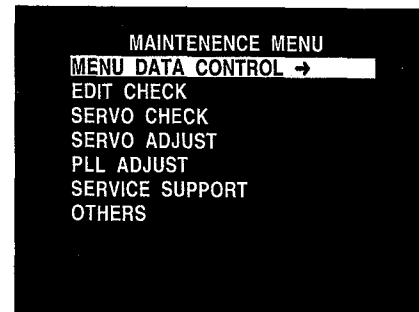 MAINTENENCE MENU
MENU DATA CONTROL →
EDIT CHECK
SERVO CHECK
SERVO ADJUST
PLL ADJUST
SERVICE SUPPORT
OTHERS